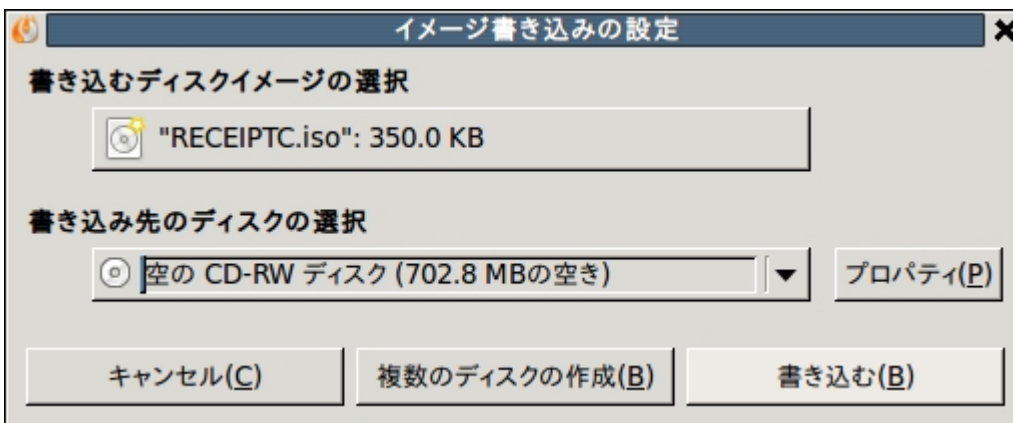 イメージ書き込みの設定
書き込むディスクイメージの選択
"RECEIPTC.iso": 350.0 KB
書き込み先のディスクの選択
空の CD-RW ディスク (702.8 MBの空き)
プロパティ(P)
キャンセル(C)
複数のディスクの作成(B)
書き込む(B)